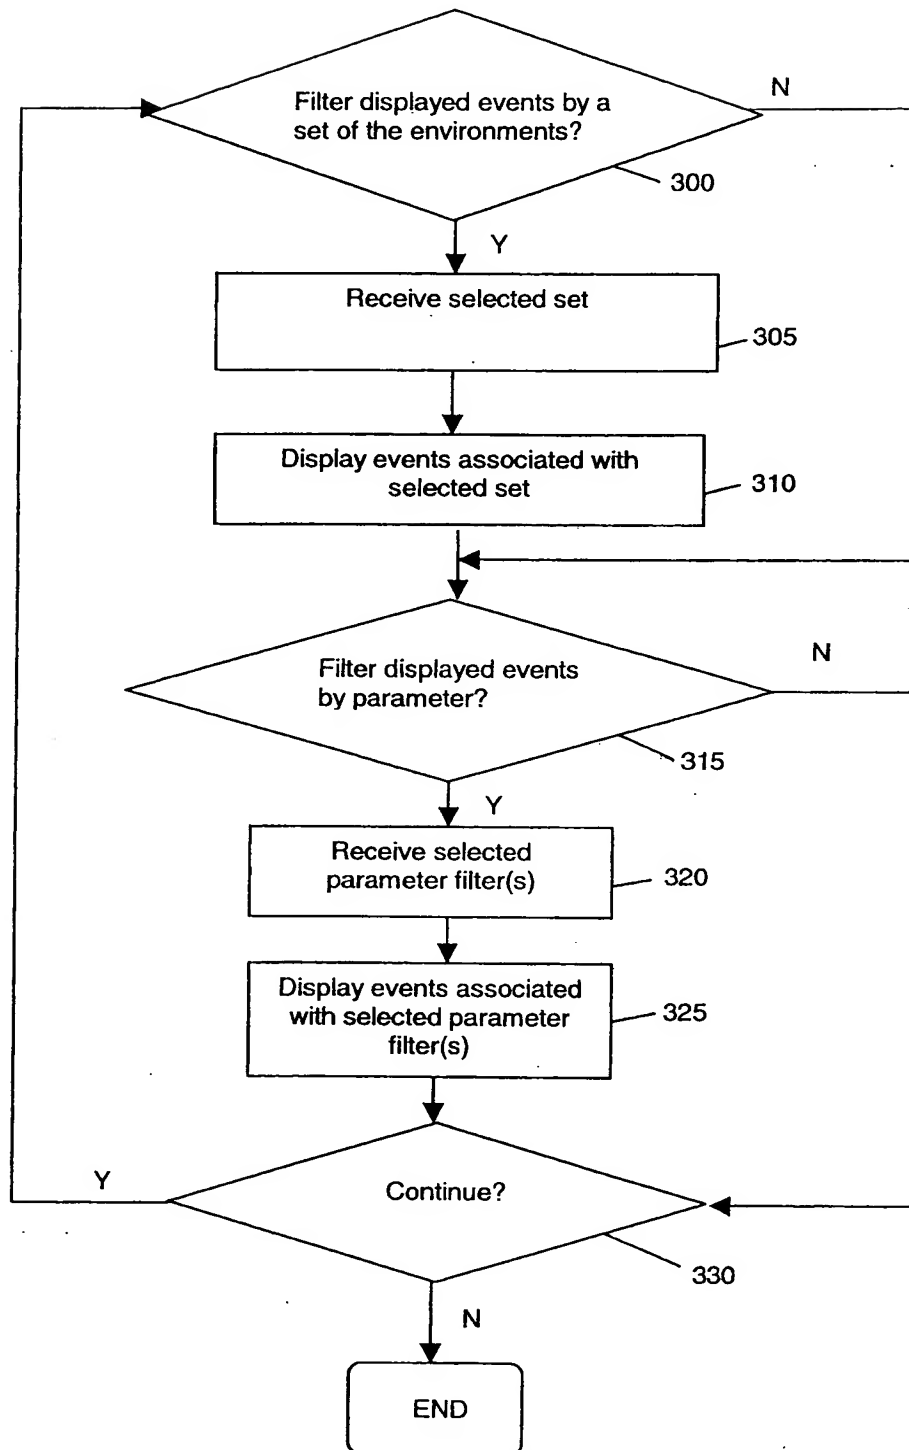 Filter displayed events by a
set of the environments?
N
300
Y
Receive selected set
305
Display events associated with
selected set
310
Filter displayed events
by parameter?
N
315
Y
Receive selected
parameter filter(s)
320
Display events associated
with selected parameter
filter(s)
325
Y
Continue?
330
N
END